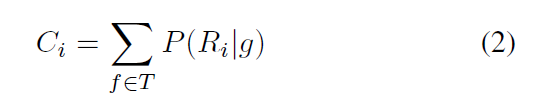 C_i = \sum_{f \in T} P(R_i|g) (2)